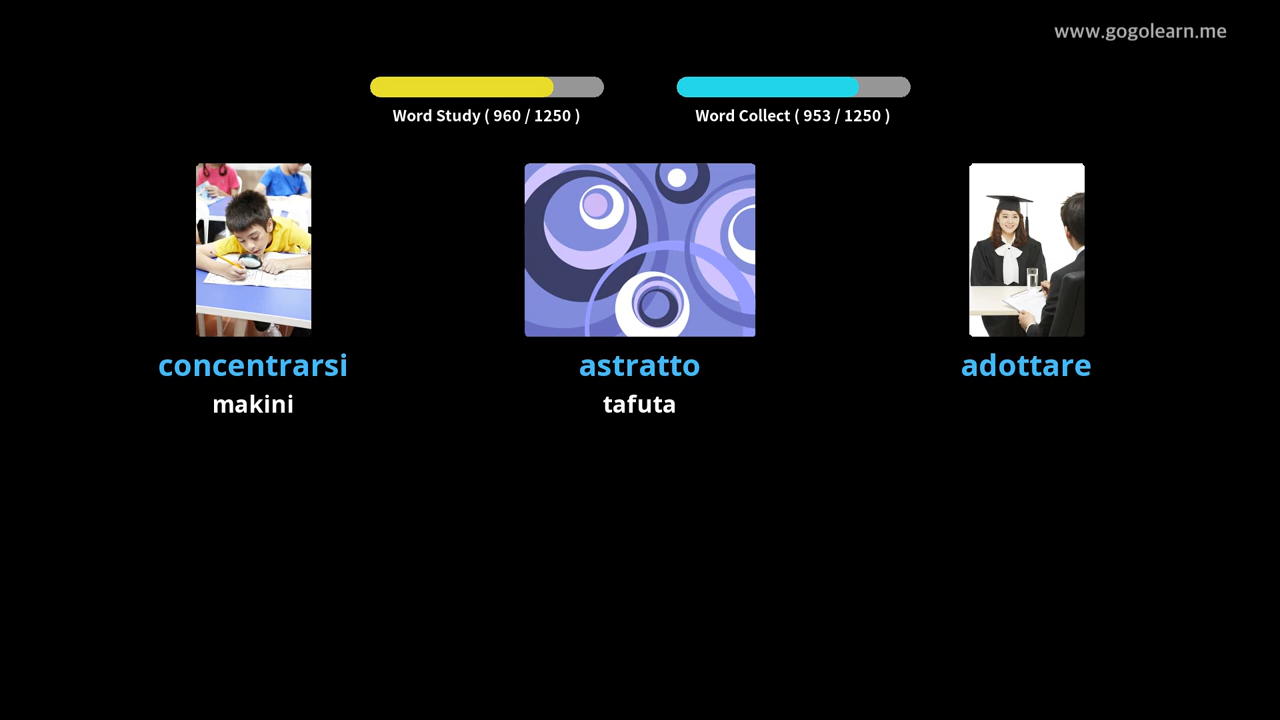 www.gogolearn.me
Word Study ( 960 / 1250 )
Word Collect ( 953 / 1250 )
concentrarsi
makini
astratto
tafuta
adottare